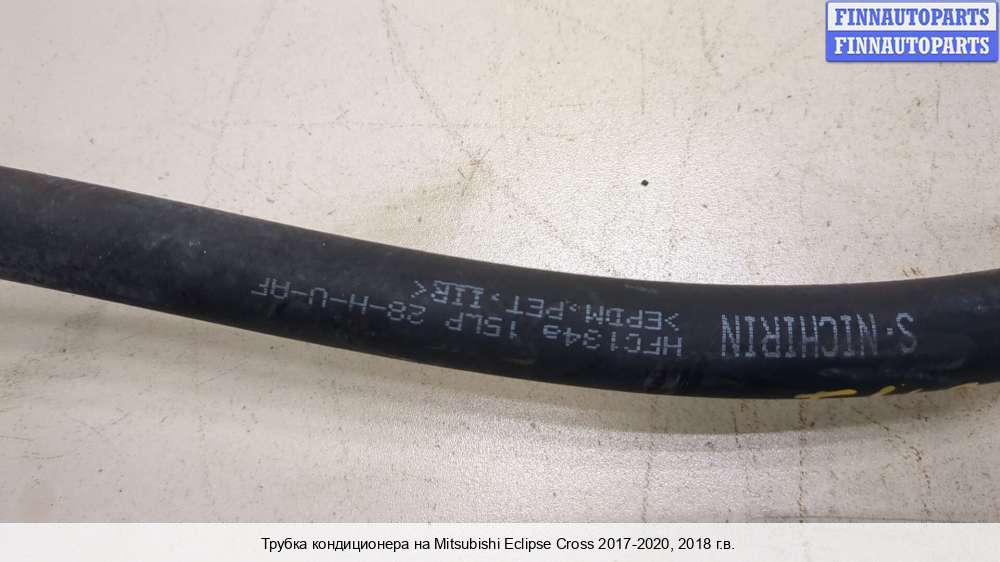 FINNAUTOPARTS
FINNAUTOPARTS
S-NICHIRIN
HFC134a 15LP 28-H-U-AF
>EPDM.PET.IIR<
Трубка кондиционера на Mitsubishi Eclipse Cross 2017-2020, 2018 г.в.